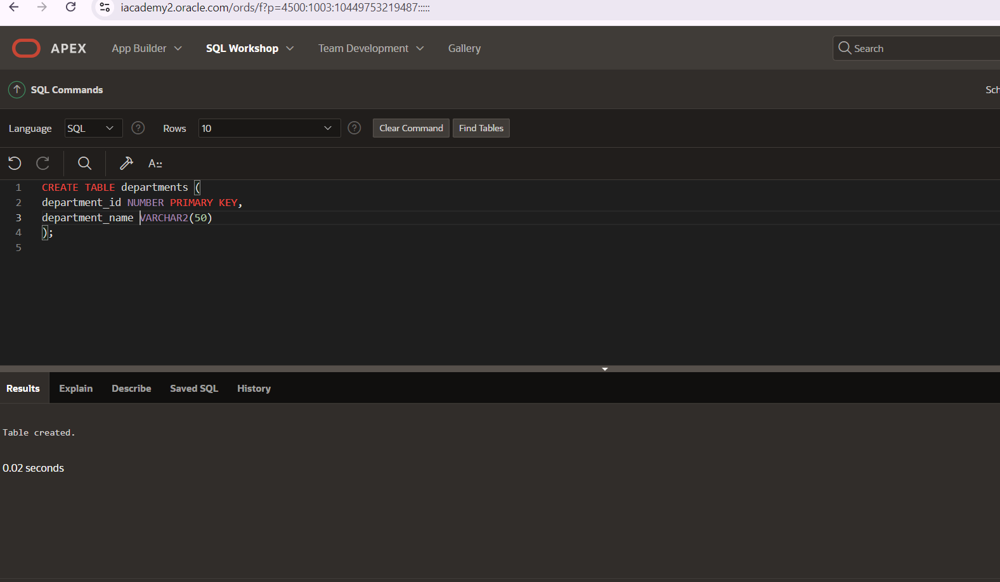 iacademy2.oracle.com/ords/f?p=4500:1003:10449753219487:::::
APEX App Builder SQL Workshop Team Development Gallery Search
SQL Commands Sch
Language SQL ? Rows 10 ? Clear Command Find Tables
A::
1 CREATE TABLE departments (
2 department_id NUMBER PRIMARY KEY,
3 department_name VARCHAR2(50)
4 );
5
Results Explain Describe Saved SQL History
Table created.
0.02 seconds